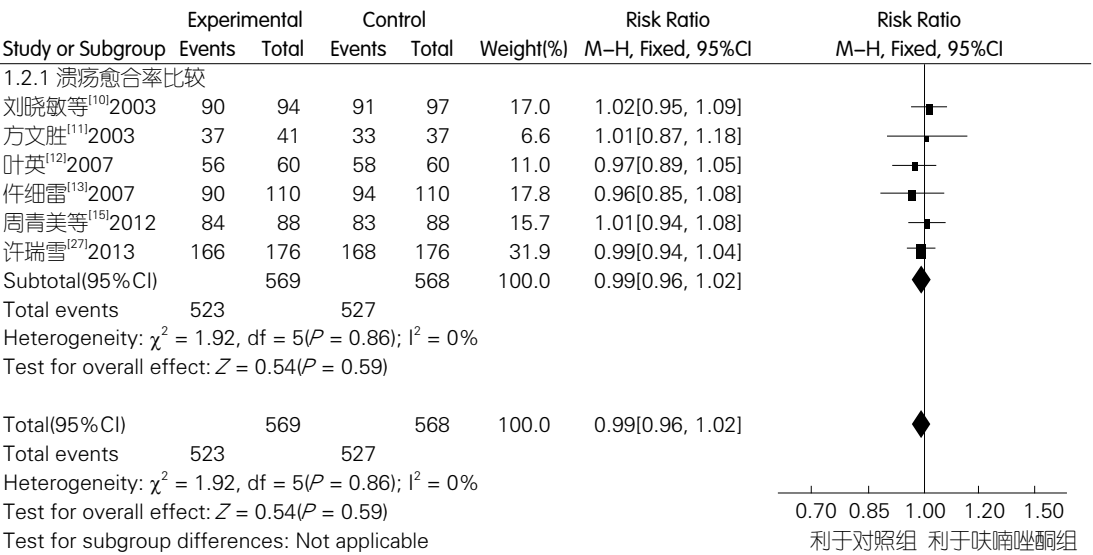 Experimental Control Risk Ratio Risk Ratio
Study or Subgroup Events Total Events Total Weight(%) M–H, Fixed, 95%CI M–H, Fixed, 95%CI
1.2.1 溃疡愈合率比较
刘晓敏等[10]2003 90 94 91 97 17.0 1.02[0.95, 1.09]
方文胜[11]2003 37 41 33 37 6.6 1.01[0.87, 1.18]
叶英[12]2007 56 60 58 60 11.0 0.97[0.89, 1.05]
仵细雷[13]2007 90 110 94 110 17.8 0.96[0.85, 1.08]
周青美等[15]2012 84 88 83 88 15.7 1.01[0.94, 1.08]
许瑞雪[27]2013 166 176 168 176 31.9 0.99[0.94, 1.04]
Subtotal(95%CI) 569 568 100.0 0.99[0.96, 1.02]
Total events 523 527
Heterogeneity: χ² = 1.92, df = 5(P = 0.86); I² = 0%
Test for overall effect: Z = 0.54(P = 0.59)
Total(95%CI) 569 568 100.0 0.99[0.96, 1.02]
Total events 523 527
Heterogeneity: χ² = 1.92, df = 5(P = 0.86); I² = 0%
Test for overall effect: Z = 0.54(P = 0.59)
0.70 0.85 1.00 1.20 1.50
Test for subgroup differences: Not applicable
利于对照组 利于呋喃唑酮组